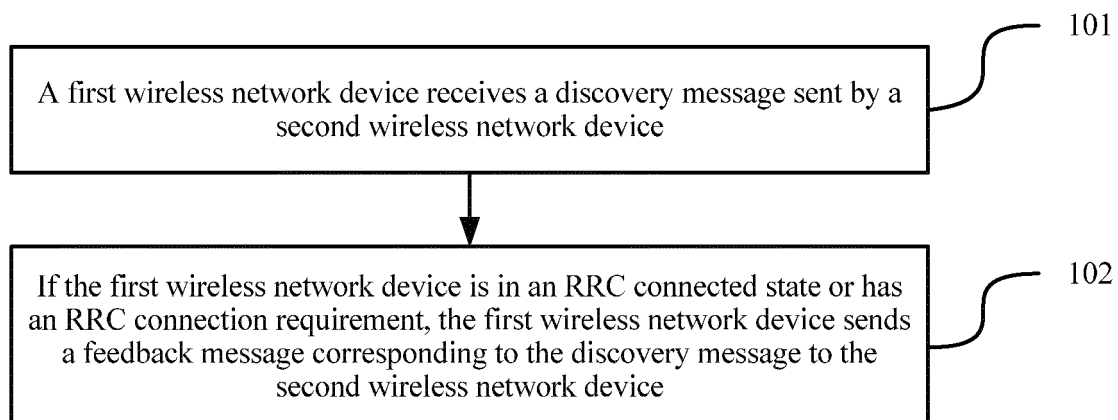 101
A first wireless network device receives a discovery message sent by a
second wireless network device
102
If the first wireless network device is in an RRC connected state or has
an RRC connection requirement, the first wireless network device sends
a feedback message corresponding to the discovery message to the
second wireless network device